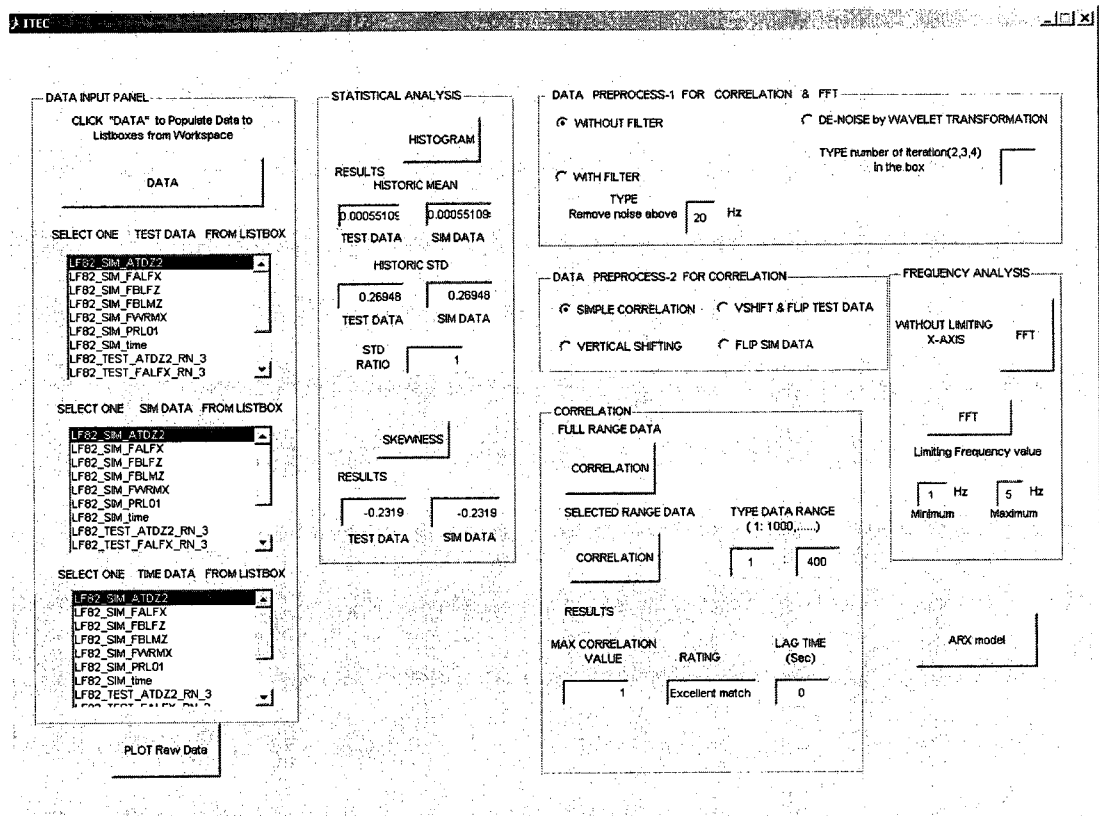 ITEC
DATA INPUT PANEL
CLICK "DATA" to Populate Data to
Listboxes from Workspace
DATA
SELECT ONE TEST DATA FROM LISTBOX
LF82_SIM_ATDZ2
LF82_SIM_FALFX
LF82_SIM_FBLFZ
LF82_SIM_FBLMZ
LF82_SIM_FWRMX
LF82_SIM_PRL01
LF82_SIM_time
LF82_TEST_ATDZ2_RN_3
LF82_TEST_FALFX_RN_3
SELECT ONE SIM DATA FROM LISTBOX
LF82_SIM_ATDZ2
LF82_SIM_FALFX
LF82_SIM_FBLFZ
LF82_SIM_FBLMZ
LF82_SIM_FWRMX
LF82_SIM_PRL01
LF82_SIM_time
LF82_TEST_ATDZ2_RN_3
LF82_TEST_FALFX_RN_3
SELECT ONE TIME DATA FROM LISTBOX
LF82_SIM_ATDZ2
LF82_SIM_FALFX
LF82_SIM_FBLFZ
LF82_SIM_FBLMZ
LF82_SIM_FWRMX
LF82_SIM_PRL01
LF82_SIM_time
LF82_TEST_ATDZ2_RN_3
LF82_TEST_FALFX_RN_3
PLOT Raw Data
STATISTICAL ANALYSIS
HISTOGRAM
RESULTS
HISTORIC MEAN
0.00055109 0.00055109
TEST DATA SIM DATA
HISTORIC STD
0.26948 0.26948
TEST DATA SIM DATA
STD
RATIO 1
SKEWNESS
RESULTS
-0.2319 -0.2319
TEST DATA SIM DATA
DATA PREPROCESS-1 FOR CORRELATION & FFT
WITHOUT FILTER
DE-NOISE by WAVELET TRANSFORMATION
TYPE number of iteration(2,3,4)
in the box
WITH FILTER
TYPE
Remove noise above 20 Hz
DATA PREPROCESS-2 FOR CORRELATION
SIMPLE CORRELATION VSHIFT & FLIP TEST DATA
VERTICAL SHIFTING FLIP SIM DATA
FREQUENCY ANALYSIS
WITHOUT LIMITING
X-AXIS
FFT
FFT
Limiting Frequency value
1 Hz 5 Hz
Minimum Maximum
CORRELATION
FULL RANGE DATA
CORRELATION
SELECTED RANGE DATA
TYPE DATA RANGE
( 1: 1000,......)
CORRELATION
1 : 400
RESULTS
MAX CORRELATION
VALUE
RATING
LAG TIME
(Sec)
1 Excellent match 0
ARX model